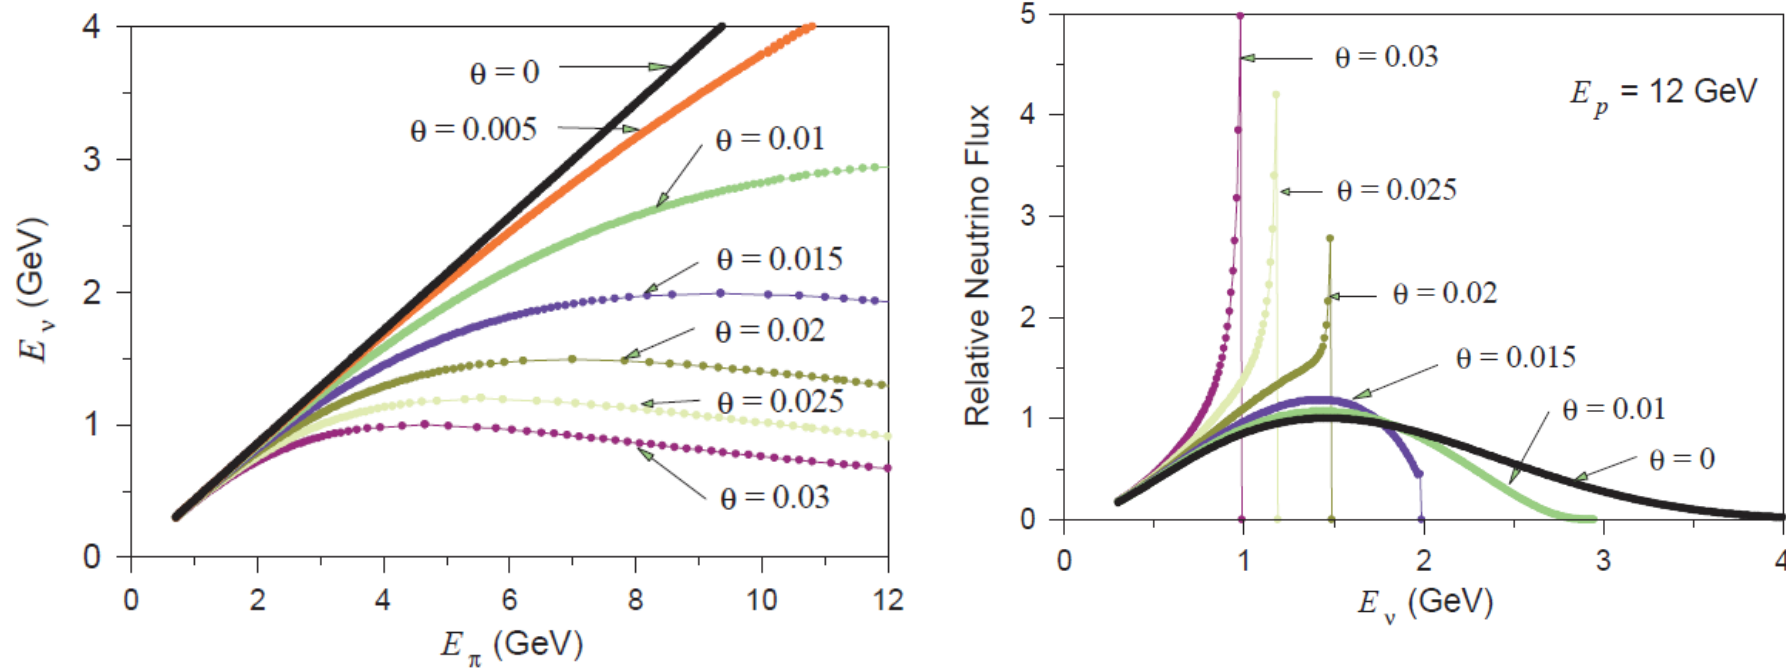 4
3
2
1
0
E_ν (GeV)
θ = 0
θ = 0.005
θ = 0.01
θ = 0.015
θ = 0.02
θ = 0.025
θ = 0.03
0 2 4 6 8 10 12
E_π (GeV)
5
4
3
2
1
0
Relative Neutrino Flux
θ = 0.03
E_p = 12 GeV
θ = 0.025
θ = 0.02
θ = 0.015
θ = 0.01
θ = 0
0 1 2 3 4
E_ν (GeV)